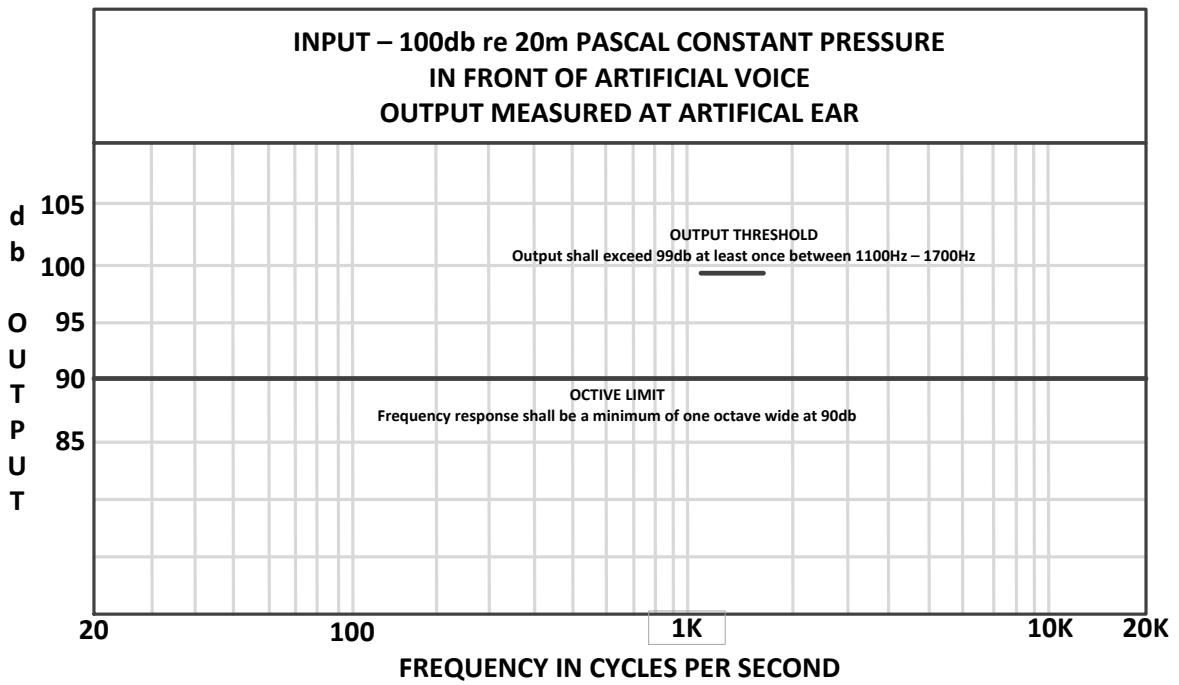 INPUT – 100db re 20m PASCAL CONSTANT PRESSURE
IN FRONT OF ARTIFICIAL VOICE
OUTPUT MEASURED AT ARTIFICAL EAR
db OUTPUT
105
100
95
90
85
OUTPUT THRESHOLD
Output shall exceed 99db at least once between 1100Hz – 1700Hz
OCTIVE LIMIT
Frequency response shall be a minimum of one octave wide at 90db
20 100 1K 10K 20K
FREQUENCY IN CYCLES PER SECOND